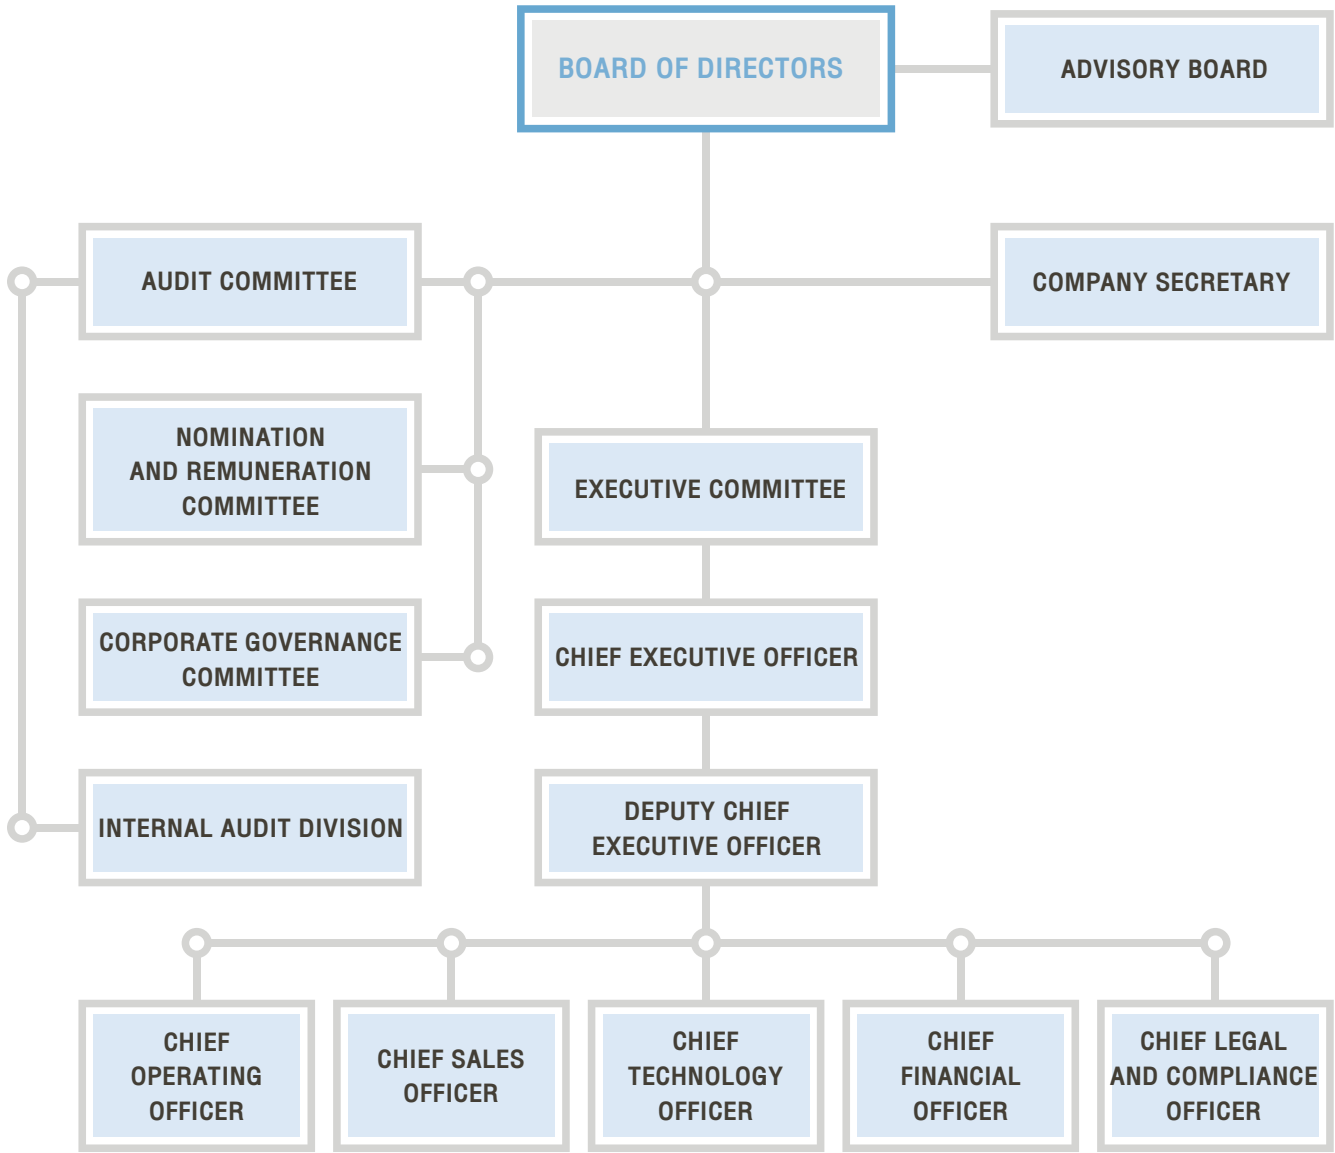 BOARD OF DIRECTORS
ADVISORY BOARD
AUDIT COMMITTEE
COMPANY SECRETARY
NOMINATION
AND REMUNERATION
COMMITTEE
EXECUTIVE COMMITTEE
CORPORATE GOVERNANCE
COMMITTEE
CHIEF EXECUTIVE OFFICER
INTERNAL AUDIT DIVISION
DEPUTY CHIEF
EXECUTIVE OFFICER
CHIEF
OPERATING
OFFICER
CHIEF SALES
OFFICER
CHIEF
TECHNOLOGY
OFFICER
CHIEF
FINANCIAL
OFFICER
CHIEF LEGAL
AND COMPLIANCE
OFFICER